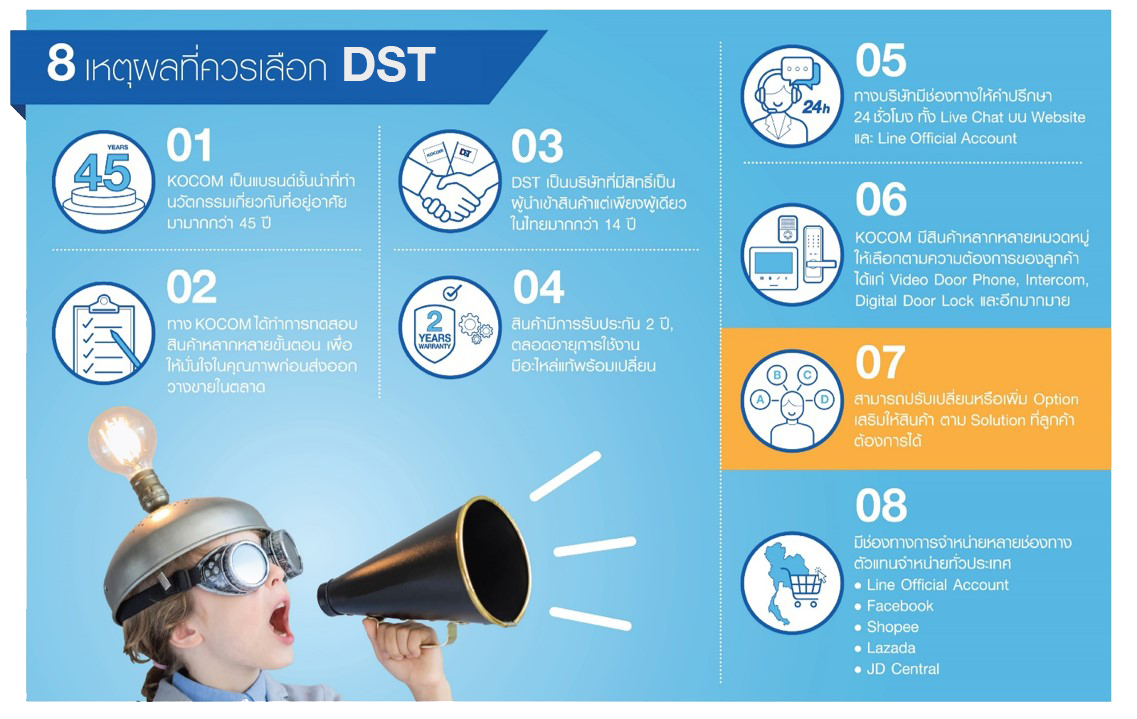 8 เหตุผลที่ควรเลือก DST
YEARS
45
01
KOCOM เป็นแบรนด์ชั้นนำที่ทำ
นวัตกรรมเกี่ยวกับที่อยู่อาศัย
มามากกว่า 45 ปี
02
ทาง KOCOM ได้ทำการทดสอบ
สินค้าหลากหลายขั้นตอน เพื่อ
ให้มั่นใจในคุณภาพก่อนส่งออก
วางขายในตลาด
KOCOM
DST
03
DST เป็นบริษัทที่มีสิทธิ์เป็น
ผู้นำเข้าสินค้าแต่เพียงผู้เดียว
ในไทยมากกว่า 14 ปี
2
YEARS
WARRANTY
04
สินค้ามีการรับประกัน 2 ปี,
ตลอดอายุการใช้งาน
มีอะไหล่แท้พร้อมเปลี่ยน
24h
05
ทางบริษัทมีช่องทางให้คำปรึกษา
24 ชั่วโมง ทั้ง Live Chat บน Website
และ Line Official Account
06
KOCOM มีสินค้าหลากหลายหมวดหมู่
ให้เลือกตามความต้องการของลูกค้า
ได้แก่ Video Door Phone, Intercom,
Digital Door Lock และอีกมากมาย
A B C D
07
สามารถปรับเปลี่ยนหรือเพิ่ม Option
เสริมให้สินค้า ตาม Solution ที่ลูกค้า
ต้องการได้
08
มีช่องทางการจำหน่ายหลายช่องทาง
ตัวแทนจำหน่ายทั่วประเทศ
• Line Official Account
• Facebook
• Shopee
• Lazada
• JD Central